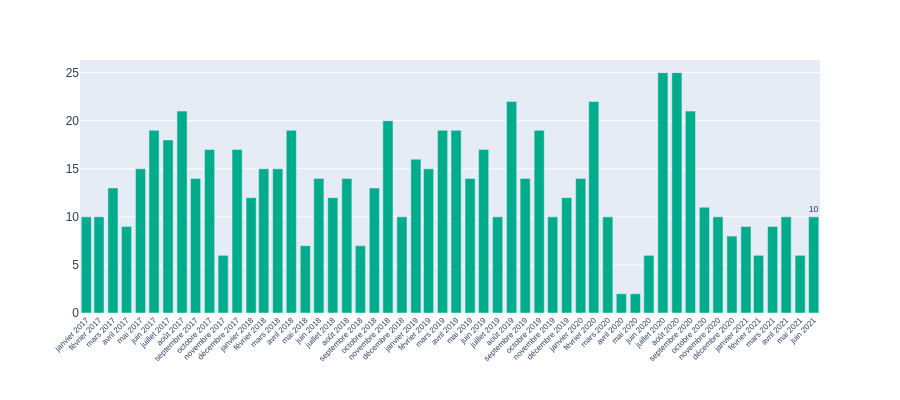 25
20
15
10
5
0
10
janvier 2017
février 2017
mars 2017
avril 2017
mai 2017
juin 2017
juillet 2017
août 2017
septembre 2017
octobre 2017
novembre 2017
décembre 2017
janvier 2018
février 2018
mars 2018
avril 2018
mai 2018
juin 2018
juillet 2018
août 2018
septembre 2018
octobre 2018
novembre 2018
décembre 2018
janvier 2019
février 2019
mars 2019
avril 2019
mai 2019
juin 2019
juillet 2019
août 2019
septembre 2019
octobre 2019
novembre 2019
décembre 2019
janvier 2020
février 2020
mars 2020
avril 2020
mai 2020
juin 2020
juillet 2020
août 2020
septembre 2020
octobre 2020
novembre 2020
décembre 2020
janvier 2021
février 2021
mars 2021
avril 2021
mai 2021
juin 2021